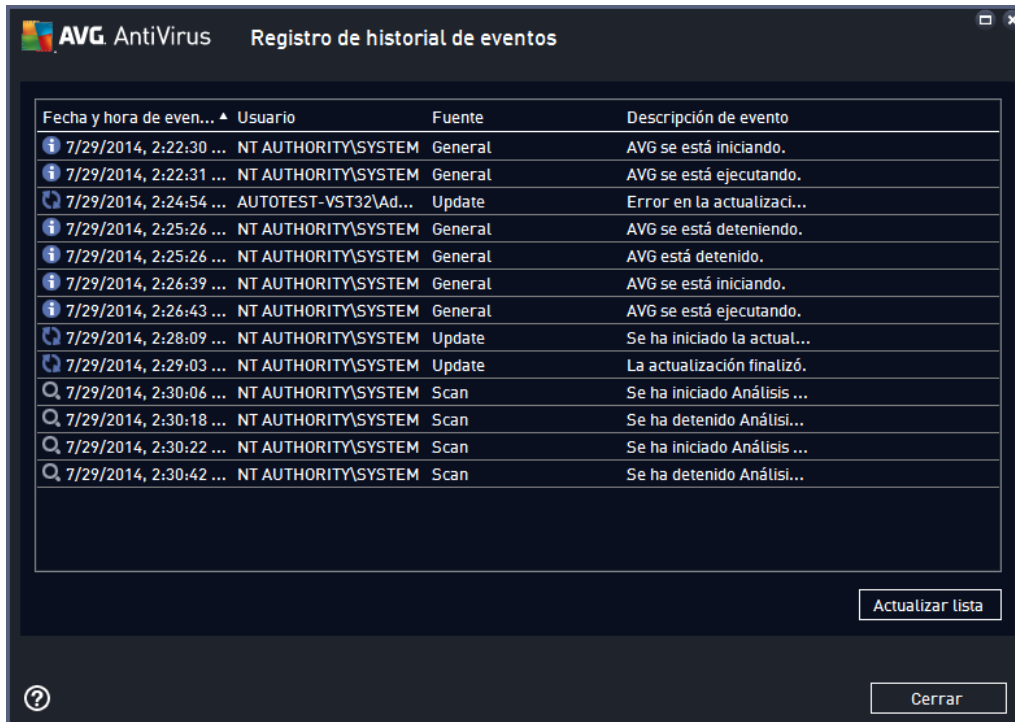 AVG. AntiVirus Registro de historial de eventos
Fecha y hora de even... Usuario Fuente Descripción de evento
7/29/2014, 2:22:30 ... NT AUTHORITY\SYSTEM General AVG se está iniciando.
7/29/2014, 2:22:31 ... NT AUTHORITY\SYSTEM General AVG se está ejecutando.
7/29/2014, 2:24:54 ... AUTOTEST-VST32\Ad... Update Error en la actualizaci...
7/29/2014, 2:25:26 ... NT AUTHORITY\SYSTEM General AVG se está deteniendo.
7/29/2014, 2:25:26 ... NT AUTHORITY\SYSTEM General AVG está detenido.
7/29/2014, 2:26:39 ... NT AUTHORITY\SYSTEM General AVG se está iniciando.
7/29/2014, 2:26:43 ... NT AUTHORITY\SYSTEM General AVG se está ejecutando.
7/29/2014, 2:28:09 ... NT AUTHORITY\SYSTEM Update Se ha iniciado la actual...
7/29/2014, 2:29:03 ... NT AUTHORITY\SYSTEM Update La actualización finalizó.
7/29/2014, 2:30:06 ... NT AUTHORITY\SYSTEM Scan Se ha iniciado Análisis ...
7/29/2014, 2:30:18 ... NT AUTHORITY\SYSTEM Scan Se ha detenido Análisi...
7/29/2014, 2:30:22 ... NT AUTHORITY\SYSTEM Scan Se ha iniciado Análisis ...
7/29/2014, 2:30:42 ... NT AUTHORITY\SYSTEM Scan Se ha detenido Análisi...
Actualizar lista
Cerrar